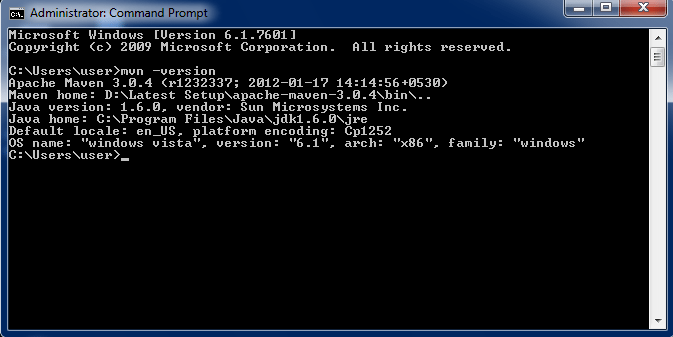 Administrator: Command Prompt
Microsoft Windows [Version 6.1.7601]
Copyright (c) 2009 Microsoft Corporation.  All rights reserved.
C:\Users\user>mvn -version
Apache Maven 3.0.4 (r1232337; 2012-01-17 14:14:56+0530)
Maven home: D:\Latest Setup\apache-maven-3.0.4\bin\..
Java version: 1.6.0, vendor: Sun Microsystems Inc.
Java home: C:\Program Files\Java\jdk1.6.0\jre
Default locale: en_US, platform encoding: Cp1252
OS name: "windows vista", version: "6.1", arch: "x86", family: "windows"
C:\Users\user>_